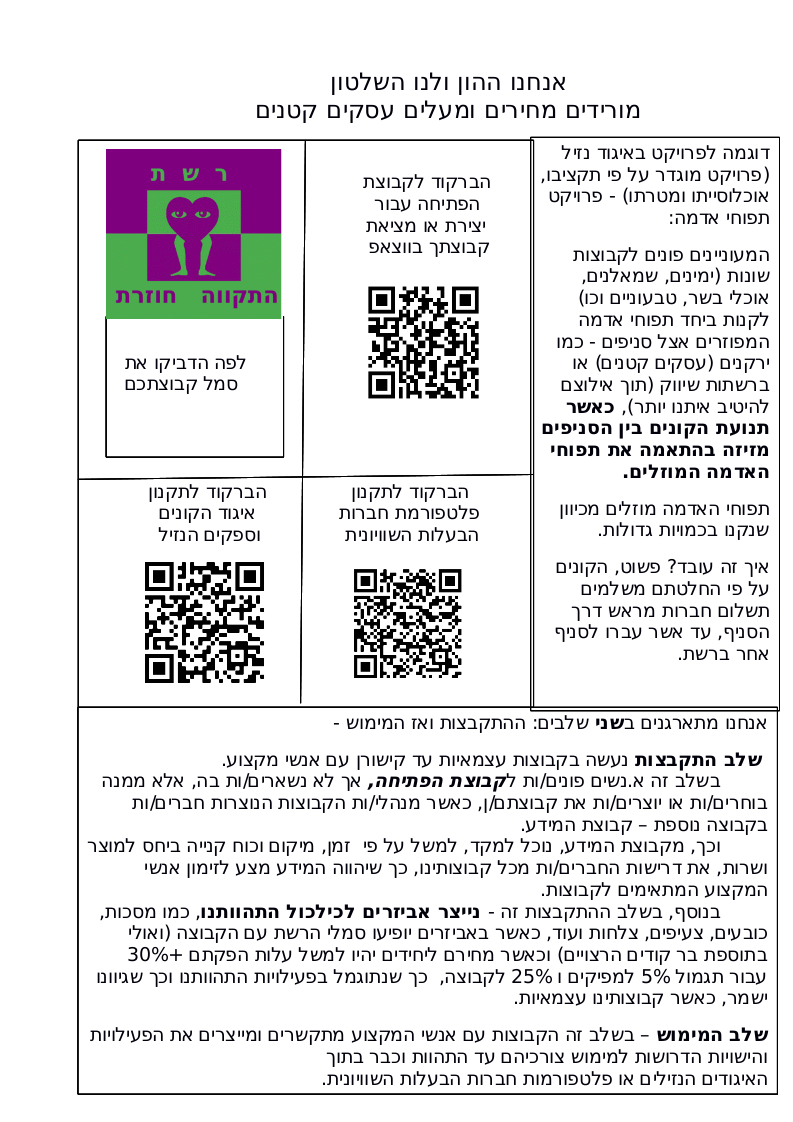 אנחנו ההון ולנו השלטון
מורידים מחירים ומעלים עסקים קטנים
דוגמה לפרויקט באיגוד נזיל
(פרויקט מוגדר על פי תקציבו,
אוכלוסייתו ומטרתו) - פרויקט
תפוחי אדמה:
המעוניינים פונים לקבוצות
שונות (ימינים, שמאלנים,
אוכלי בשר, טבעוניים וכו)
לקנות ביחד תפוחי אדמה
המפוזרים אצל סניפים - כמו
ירקנים (עסקים קטנים) או
ברשתות שיווק (תוך אילוצם
להיטיב איתנו יותר), כאשר
תנועת הקונים בין הסניפים
מזיזה בהתאמה את תפוחי
האדמה המוזלים.
תפוחי האדמה מוזלים מכיוון
שנקנו בכמויות גדולות.
איך זה עובד? פשוט, הקונים
על פי החלטתם משלמים
תשלום חברות מראש דרך
הסניף, עד אשר עברו לסניף
אחר ברשת.
הברקוד לקבוצת
הפתיחה עבור
יצירת או מציאת
קבוצתך בווצאפ
רשת
התקווה חוזרת
לפה הדביקו את
סמל קבוצתכם
הברקוד לתקנון
פלטפורמת חברות
הבעלות השוויונית
הברקוד לתקנון
איגוד הקונים
וספקים הנזיל
אנחנו מתארגנים בשני שלבים: ההתקבצות ואז המימוש -
שלב התקבצות נעשה בקבוצות עצמאיות עד קישורן עם אנשי מקצוע.
בשלב זה א.נשים פונים/ות לקבוצת הפתיחה, אך לא נשארים/ות בה, אלא ממנה
בוחרים/ות או יוצרים/ות את קבוצתם/ן, כאשר מנהלי/ות הקבוצות הנוצרות חברים/ות
בקבוצה נוספת – קבוצת המידע.
וכך, מקבוצת המידע, נוכל למקד, למשל על פי זמן, מיקום וכוח קנייה ביחס למוצר
ושרות, את דרישות החברים/ות מכל קבוצותינו, כך שיהווה המידע מצע לזימון אנשי
המקצוע המתאימים לקבוצות.
בנוסף, בשלב ההתקבצות זה - נייצר אביזרים לכילכול התהוותנו, כמו מסכות,
כובעים, צעיפים, צלחות ועוד, כאשר באביזרים יופיעו סמלי הרשת עם הקבוצה (ואולי
בתוספת בר קודים הרצויים) וכאשר מחירם ליחידים יהיו למשל עלות הפקתם +30%
עבור תגמול 5% למפיקים ו 25% לקבוצה, כך שנתוגמל בפעילויות התהוותנו וכך שגיוונו
ישמר, כאשר קבוצותינו עצמאיות.
שלב המימוש – בשלב זה הקבוצות עם אנשי המקצוע מתקשרים ומייצרים את הפעילויות
והישויות הדרושות למימוש צורכיהם עד התהוות וכבר בתוך
האיגודים הנזילים או פלטפורמות חברות הבעלות השוויונית.